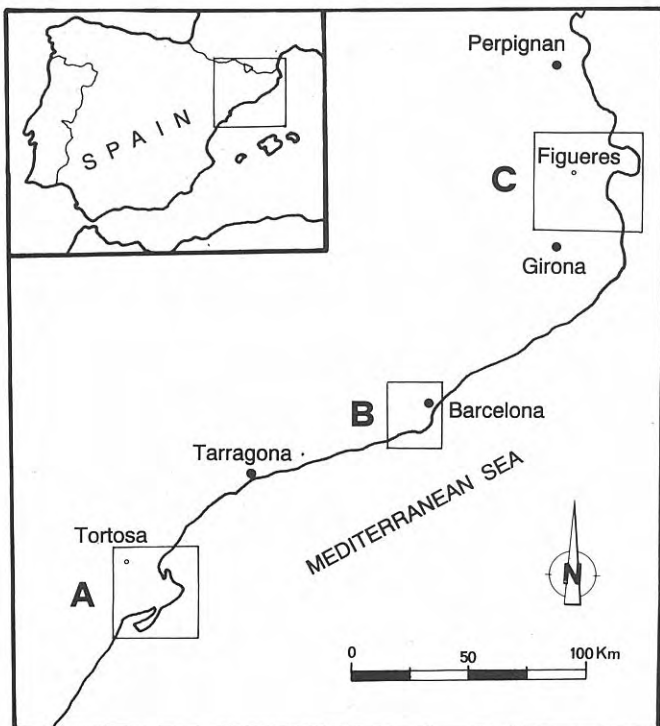 SPAIN
Perpignan
Figueres
C
Girona
B
Barcelona
Tarragona
MEDITERRANEAN SEA
Tortosa
A
N
0 50 100 Km